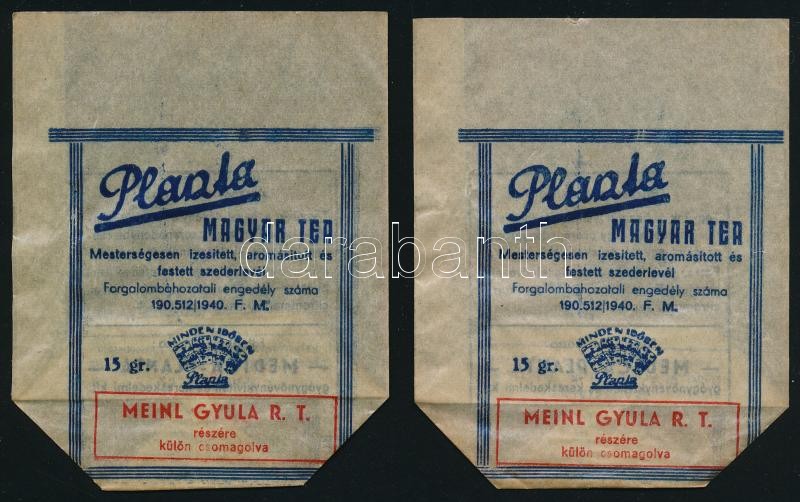 Planta
MAGYAR TEA
Mesterségesen izesitett, aromásitott és
festett szederlevél
Forgalombahozatali engedély száma
190.512/1940. F. M.
MINDEN IDŐBEN
15 gr.
Planta
MEINL GYULA R. T.
részére
külön csomagolva
Planta
MAGYAR TEA
Mesterségesen izesitett, aromásitott és
festett szederlevél
Forgalombahozatali engedély száma
190.512/1940. F. M.
MINDEN IDŐBEN
15 gr.
Planta
MEINL GYULA R. T.
részére
külön csomagolva
darabanth.com